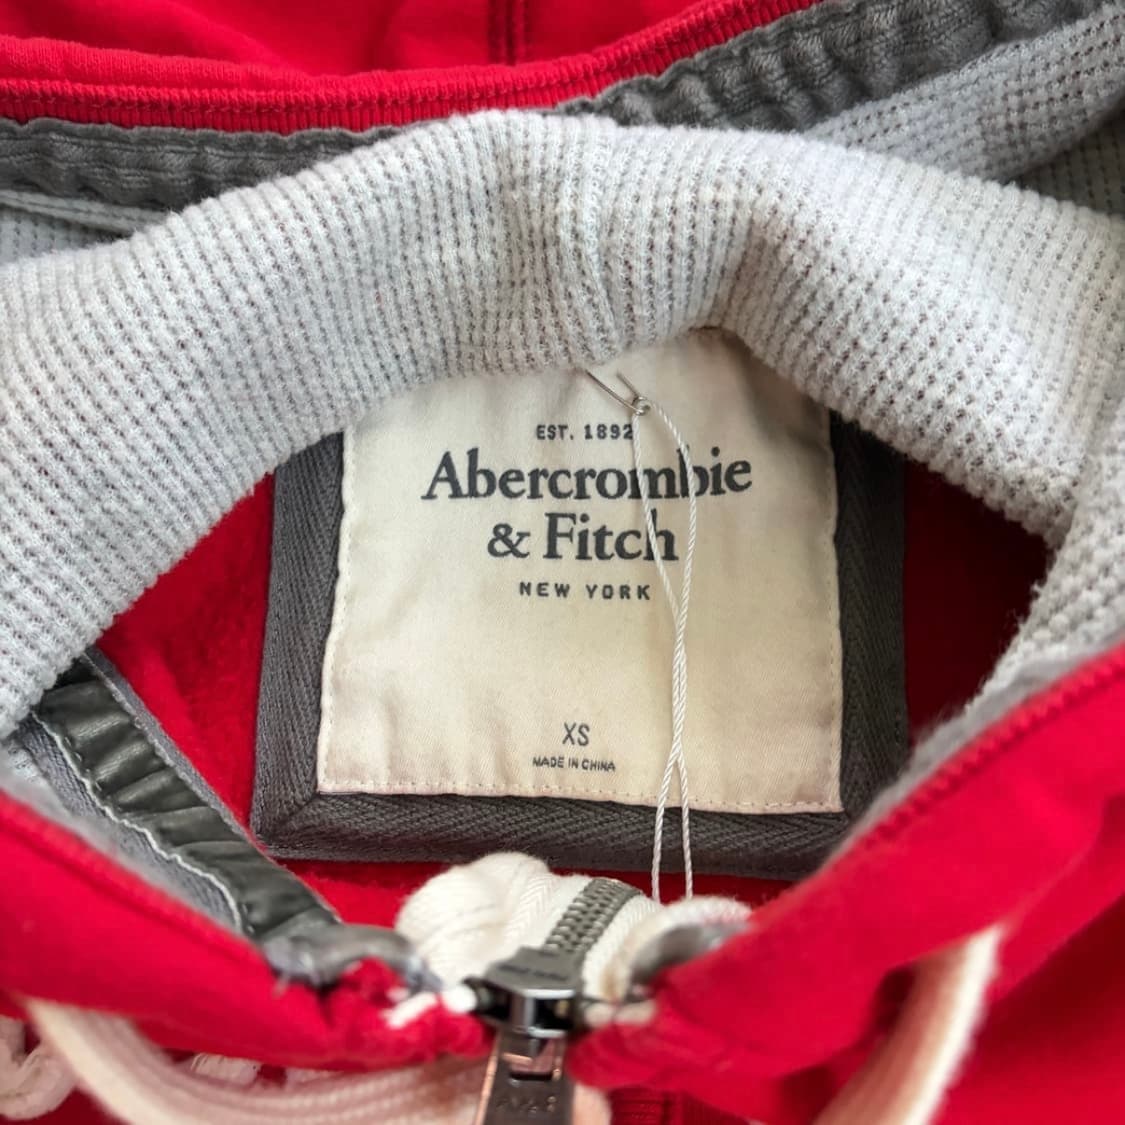 EST. 1892
Abercrombie
& Fitch
NEW YORK
XS
MADE IN CHINA